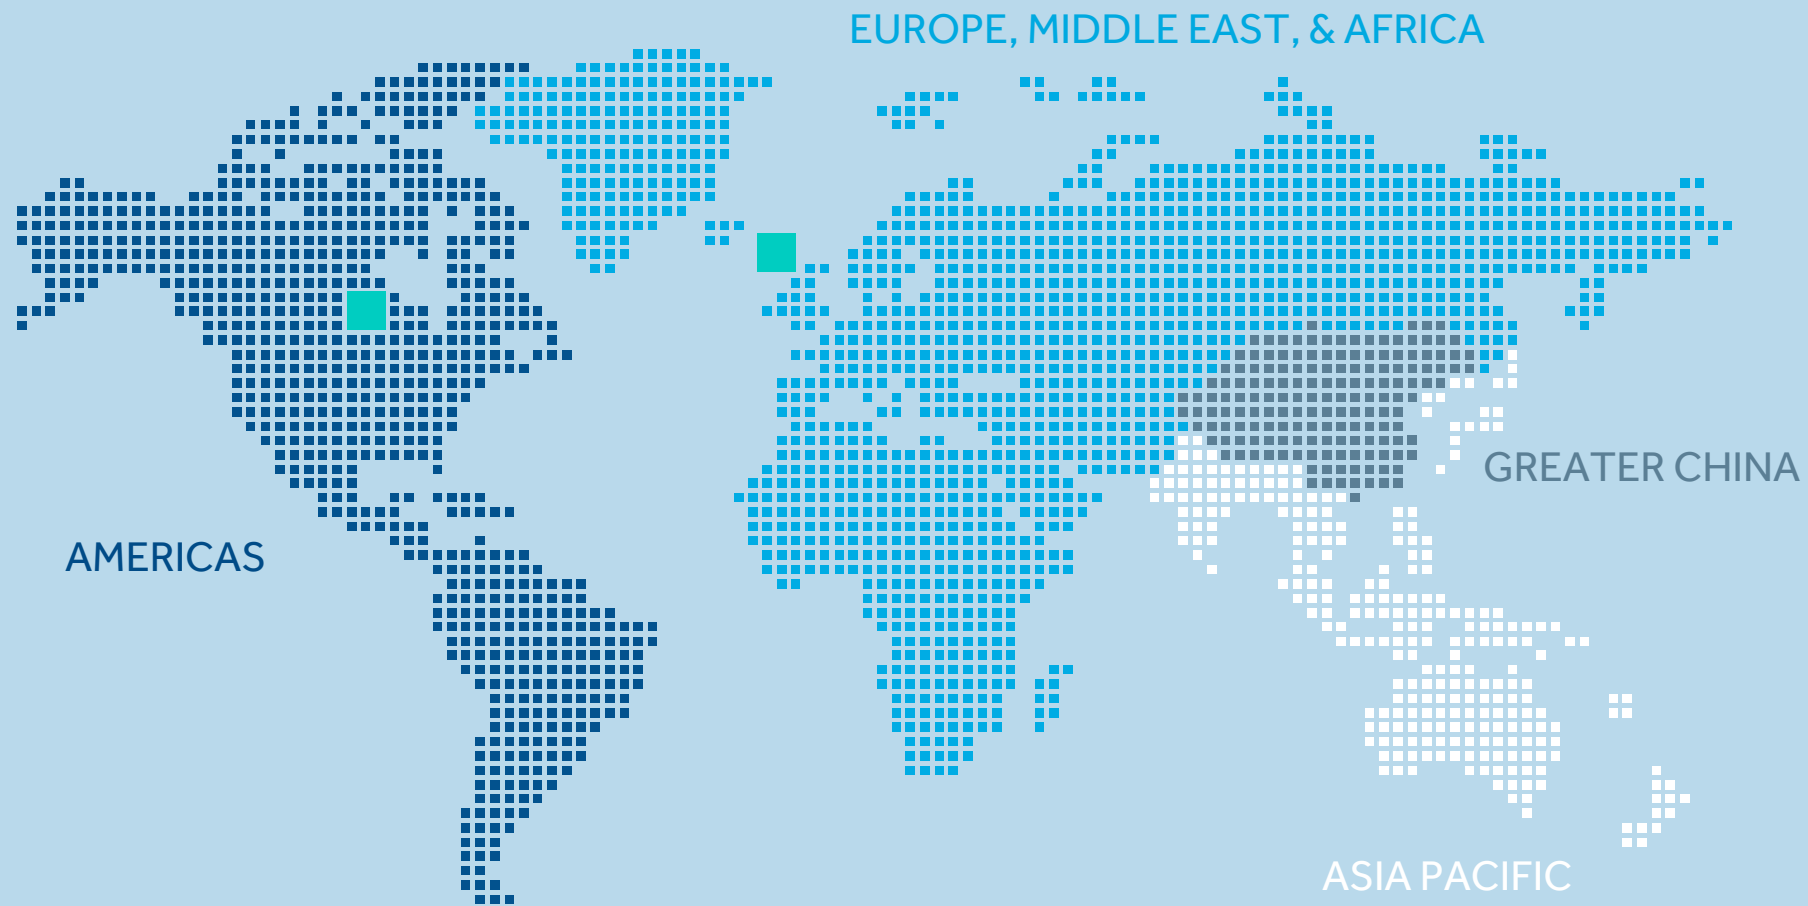 EUROPE, MIDDLE EAST, & AFRICA
GREATER CHINA
AMERICAS
ASIA PACIFIC